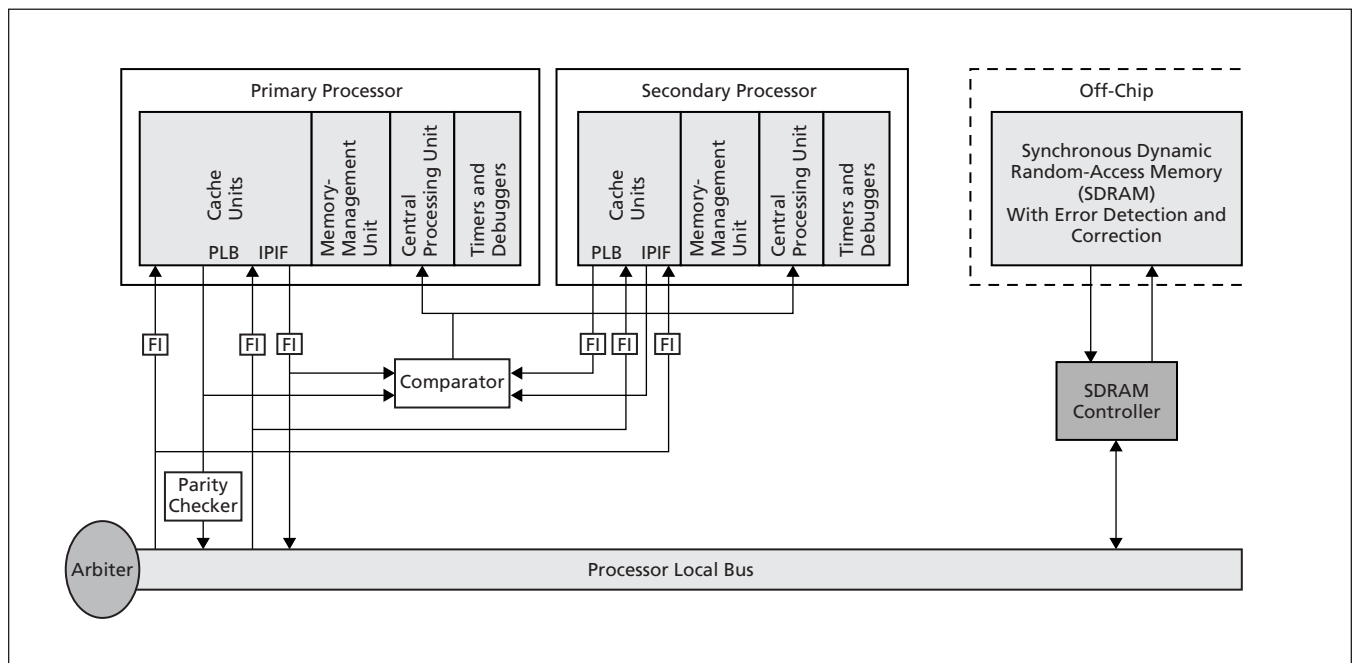 Primary Processor
Cache
Units
PLB IPIF
Memory-
Management
Unit
Central
Processing Unit
Timers and
Debuggers
Secondary Processor
Cache
Units
PLB IPIF
Memory-
Management
Unit
Central
Processing Unit
Timers and
Debuggers
Off-Chip
Synchronous Dynamic
Random-Access Memory
(SDRAM)
With Error Detection and
Correction
FI
FI
FI
FI
FI
FI
Comparator
SDRAM
Controller
Parity
Checker
Arbiter
Processor Local Bus